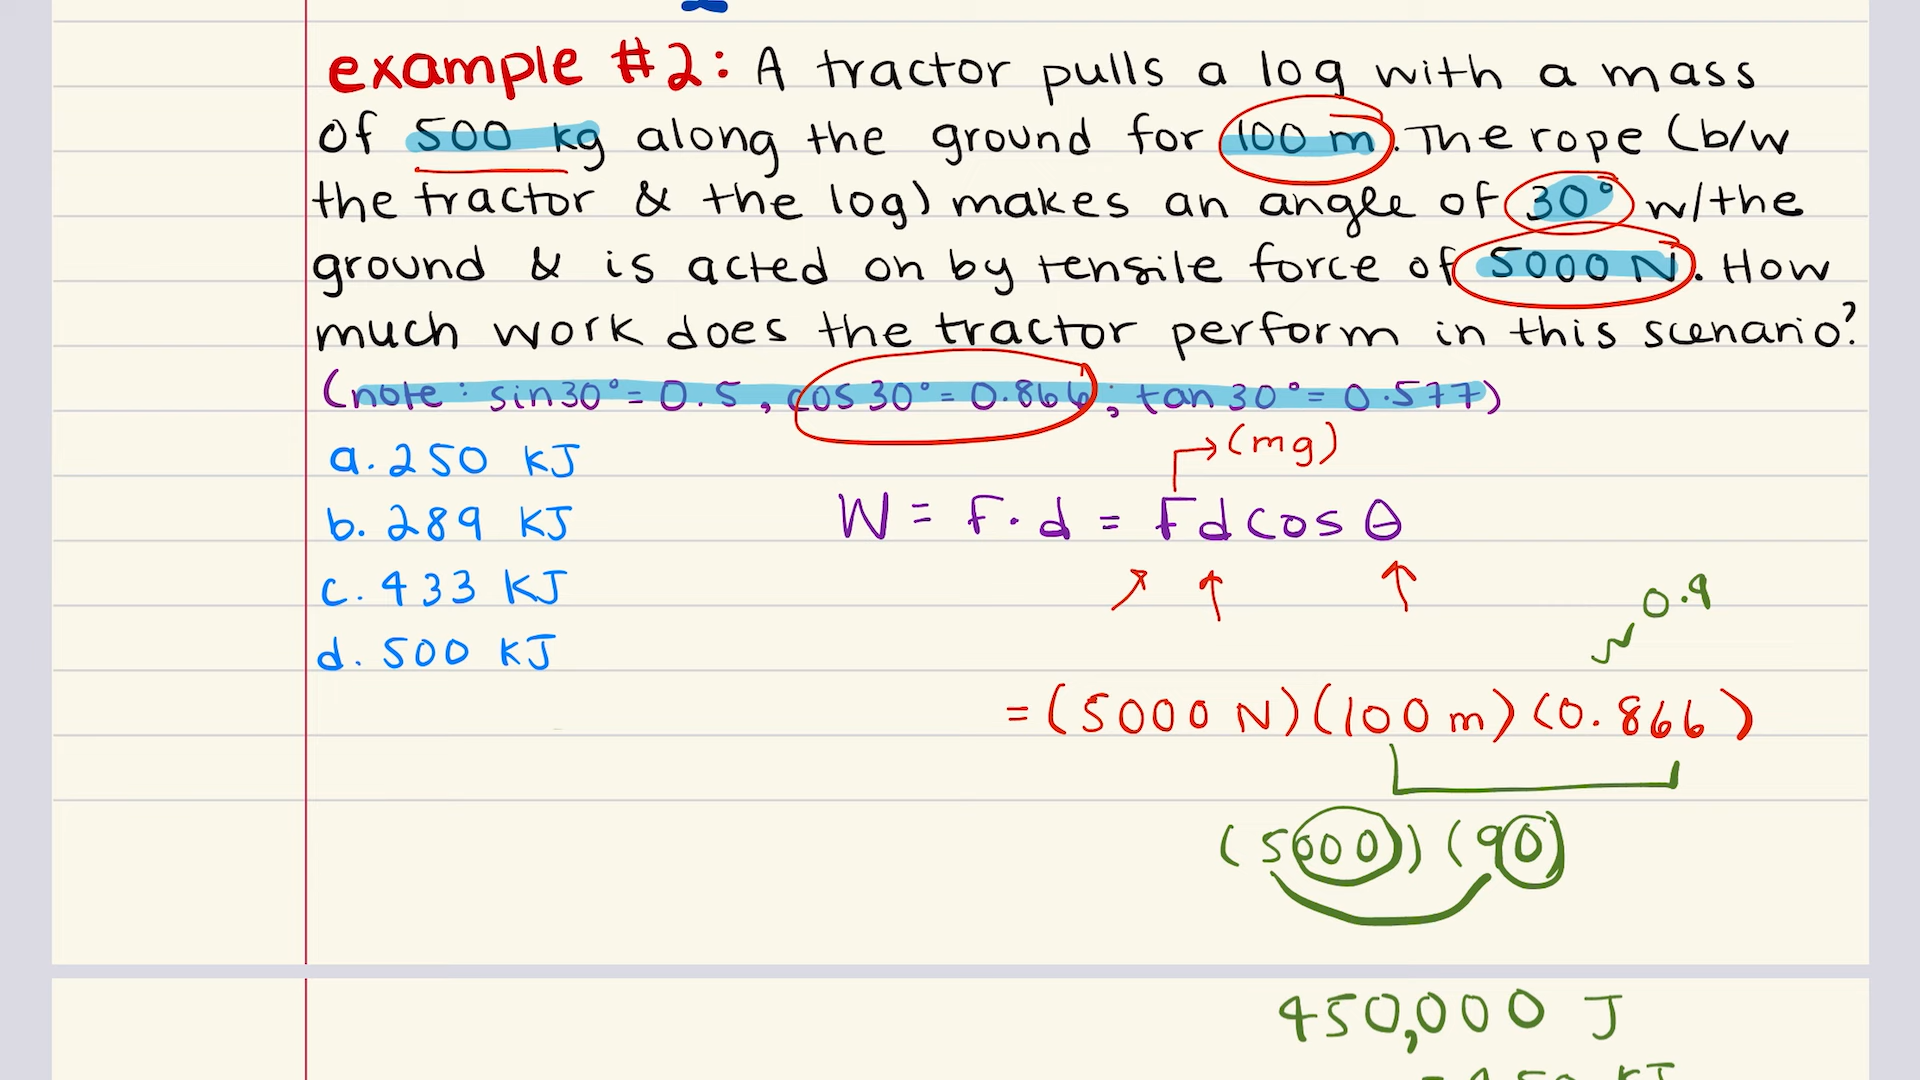 example #2: A tractor pulls a log with a mass
of 500 kg along the ground for 100 m. The rope (b/w
the tractor & the log) makes an angle of 30° w/the
ground & is acted on by tensile force of 5000 N. How
much work does the tractor perform in this scenario?
(note: sin30° = 0.5, cos30° = 0.866; tan 30° = 0.577)
a. 250 KJ
b. 289 KJ
c. 433 KJ
d. 500 KJ
(mg)
W = F·d = Fd cos θ
0.9
= (5000 N)(100 m)(0.866)
(5000)(90)
450,000 J